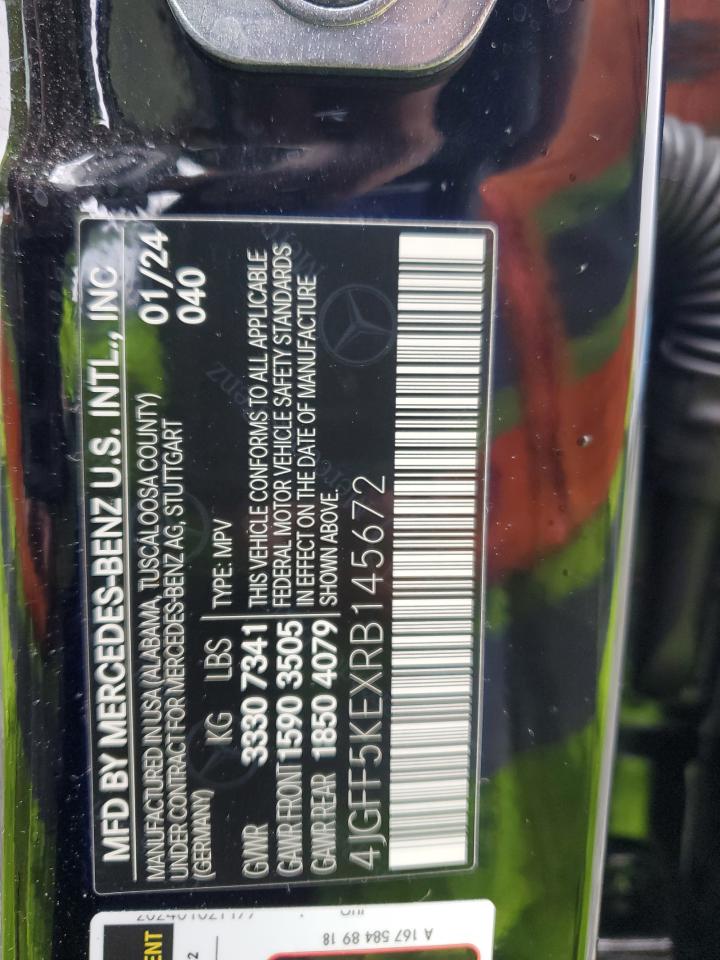 MFD BY MERCEDES-BENZ U.S. INTL., INC
MANUFACTURED IN USA (ALABAMA, TUSCALOOSA COUNTY) 01/24
UNDER CONTRACT FOR MERCEDES-BENZ AG, STUTTGART 040
(GERMANY)
KG LBS TYPE: MPV
GVWR 3330 7341 THIS VEHICLE CONFORMS TO ALL APPLICABLE
GAWR FRONT 1590 3505 FEDERAL MOTOR VEHICLE SAFETY STANDARDS
GAWR REAR 1850 4079 IN EFFECT ON THE DATE OF MANUFACTURE
SHOWN ABOVE.
4JGFF5KEXRB145672
A 167 584 89 18